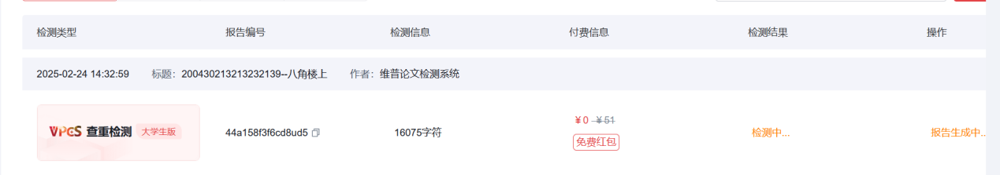 检测类型 报告编号 检测信息 付费信息 检测结果 操作
2025-02-24 14:32:59 标题：200430213213232139--八角楼上 作者：维普论文检测系统
VPCS 查重检测 大学生版 44a158f3f6cd8ud5 16075字符 ¥0 ¥51 检测中... 报告生成中...
免费红包